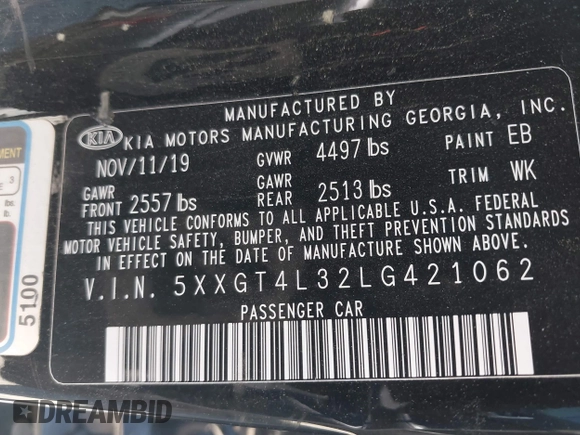 MANUFACTURED BY
KIA KIA MOTORS MANUFACTURING GEORGIA, INC.
NOV/11/19 GVWR 4497 lbs PAINT EB
GAWR FRONT 2557 lbs GAWR REAR 2513 lbs TRIM WK
THIS VEHICLE CONFORMS TO ALL APPLICABLE U.S.A. FEDERAL
MOTOR VEHICLE SAFETY, BUMPER, AND THEFT PREVENTION STANDARDS
IN EFFECT ON THE DATE OF MANUFACTURE SHOWN ABOVE.
V.I.N. 5XXGT4L32LG421062
PASSENGER CAR
5100
DREAMBID